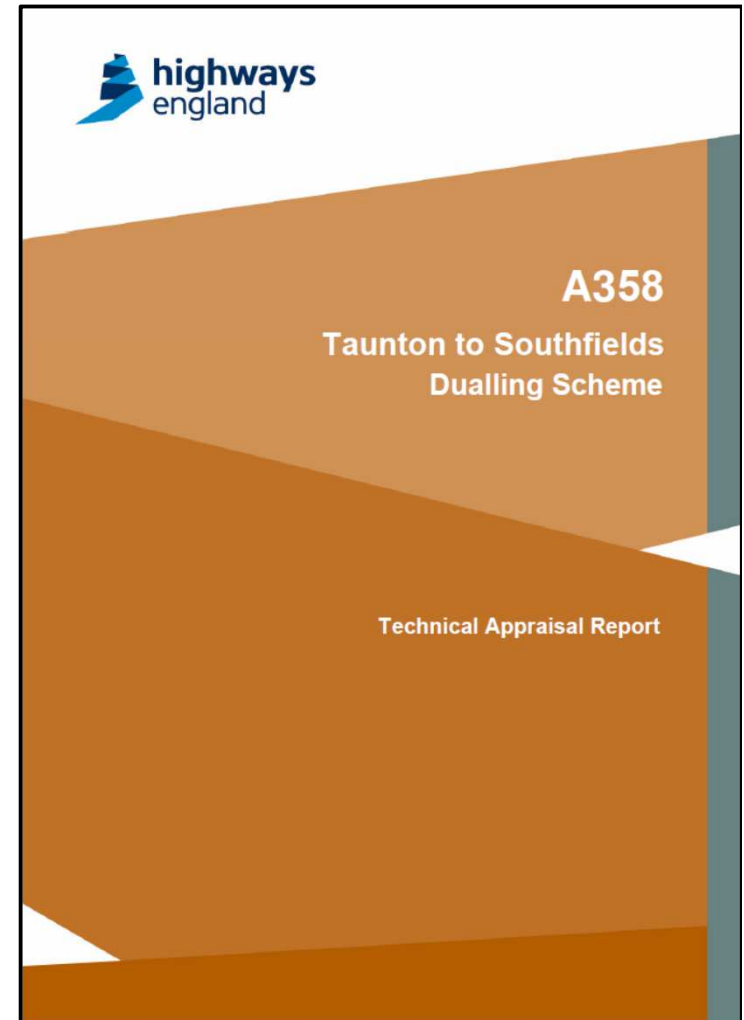 highways
england
A358
Taunton to Southfields
Dualling Scheme
Technical Appraisal Report